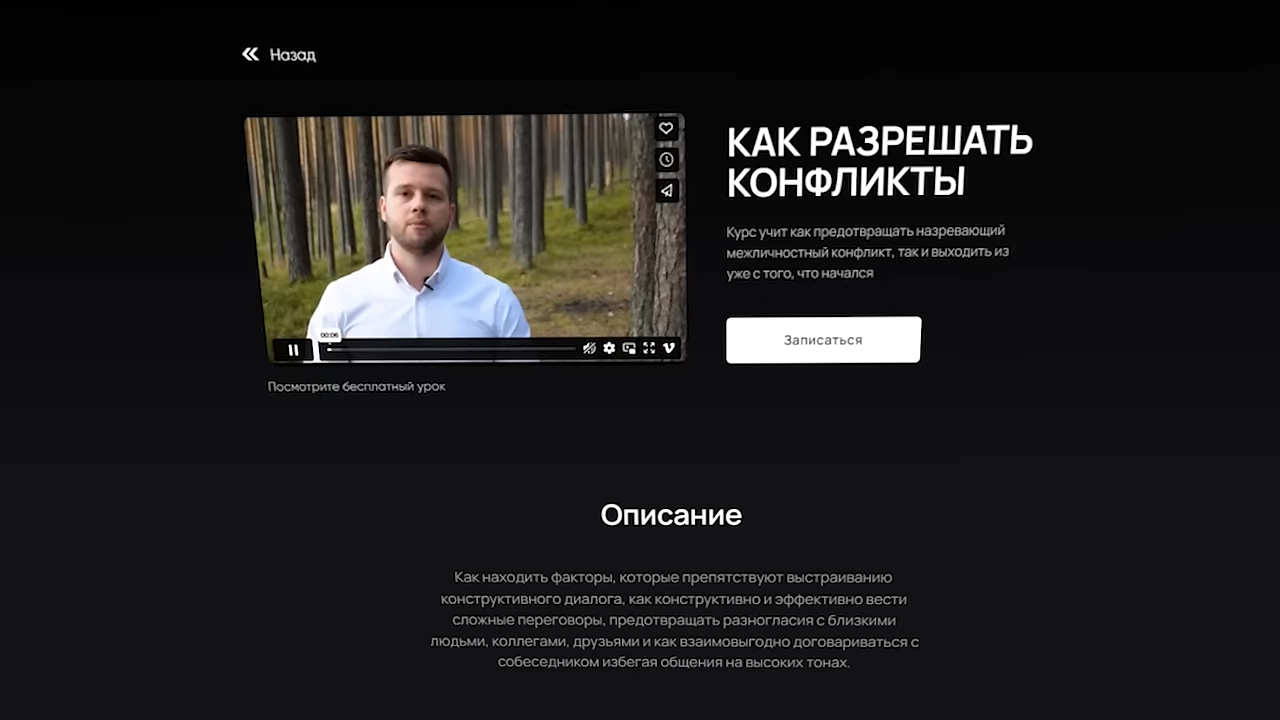 Назад
КАК РАЗРЕШАТЬ
КОНФЛИКТЫ
Курс учит как предотвращать назревающий
межличностный конфликт, так и выходить из
уже с того, что начался
Записаться
00:06
Посмотрите бесплатный урок
Описание
Как находить факторы, которые препятствуют выстраиванию
конструктивного диалога, как конструктивно и эффективно вести
сложные переговоры, предотвращать разногласия с близкими
людьми, коллегами, друзьями и как взаимовыгодно договариваться с
собеседником избегая общения на высоких тонах.